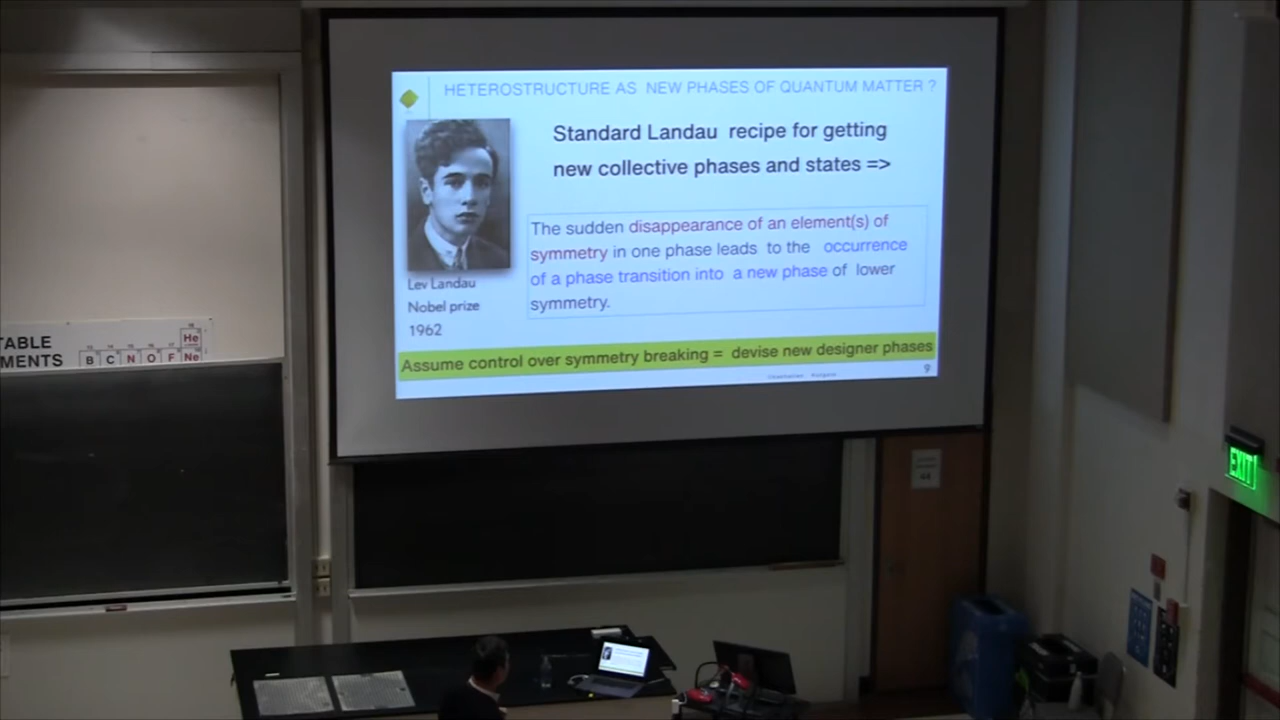 HETEROSTRUCTURE AS NEW PHASES OF QUANTUM MATTER ?
Standard Landau recipe for getting
new collective phases and states =>
The sudden disappearance of an element(s) of
symmetry in one phase leads to the occurrence
of a phase transition into a new phase of lower
symmetry.
Lev Landau
Nobel prize
1962
Assume control over symmetry breaking = devise new designer phases
9
TABLE
MENTS
He
B C N O F Ne
EXIT